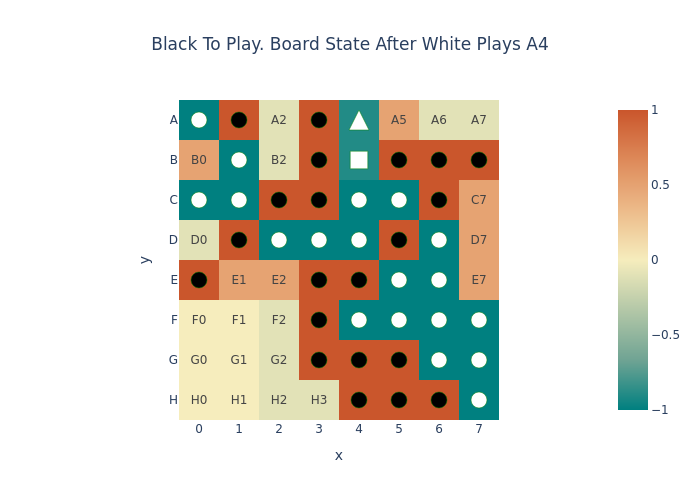 Black To Play. Board State After White Plays A4
A A2 A5 A6 A7 1
B B0 B2
C C7 0.5
D D0 D7
y 0
E E1 E2 E7
F F0 F1 F2 −0.5
G G0 G1 G2
H H0 H1 H2 H3 −1
0 1 2 3 4 5 6 7
x